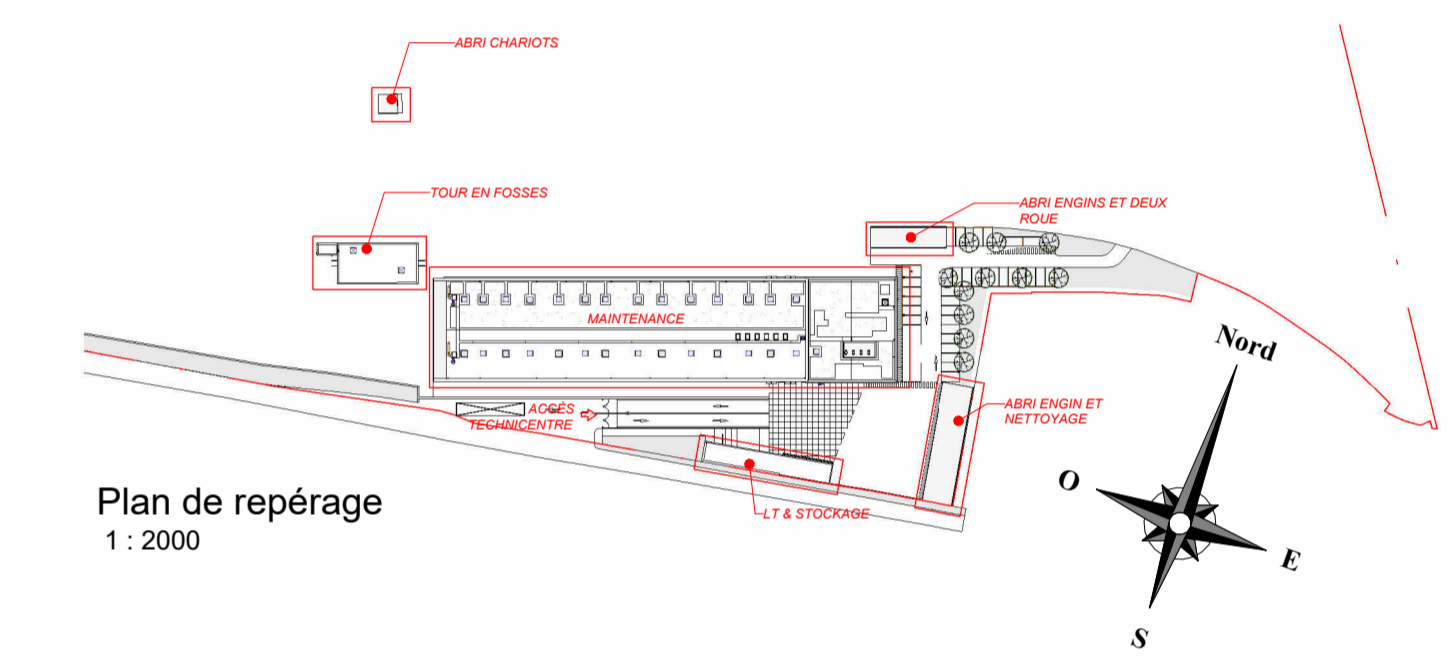 ABRI CHARIOTS
TOUR EN FOSSES
ABRI ENGINS ET DEUX
ROUE
MAINTENANCE
Nord
ACCÈS
TECHNICENTRE
ABRI ENGIN ET
NETTOYAGE
O
Plan de repérage
1 : 2000
LT & STOCKAGE
E
S